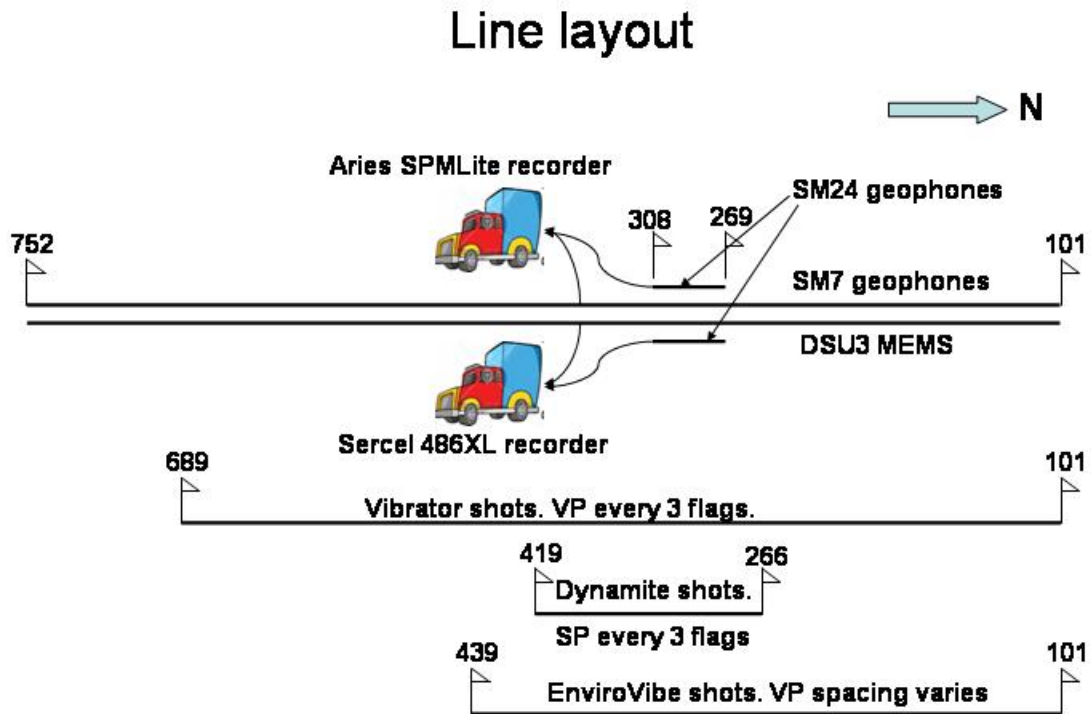 Line layout
N
Aries SPMLite recorder
SM24 geophones
308
269
752
101
SM7 geophones
DSU3 MEMS
Sercel 486XL recorder
689
101
Vibrator shots. VP every 3 flags.
419
266
Dynamite shots.
SP every 3 flags
439
101
EnviroVibe shots. VP spacing varies